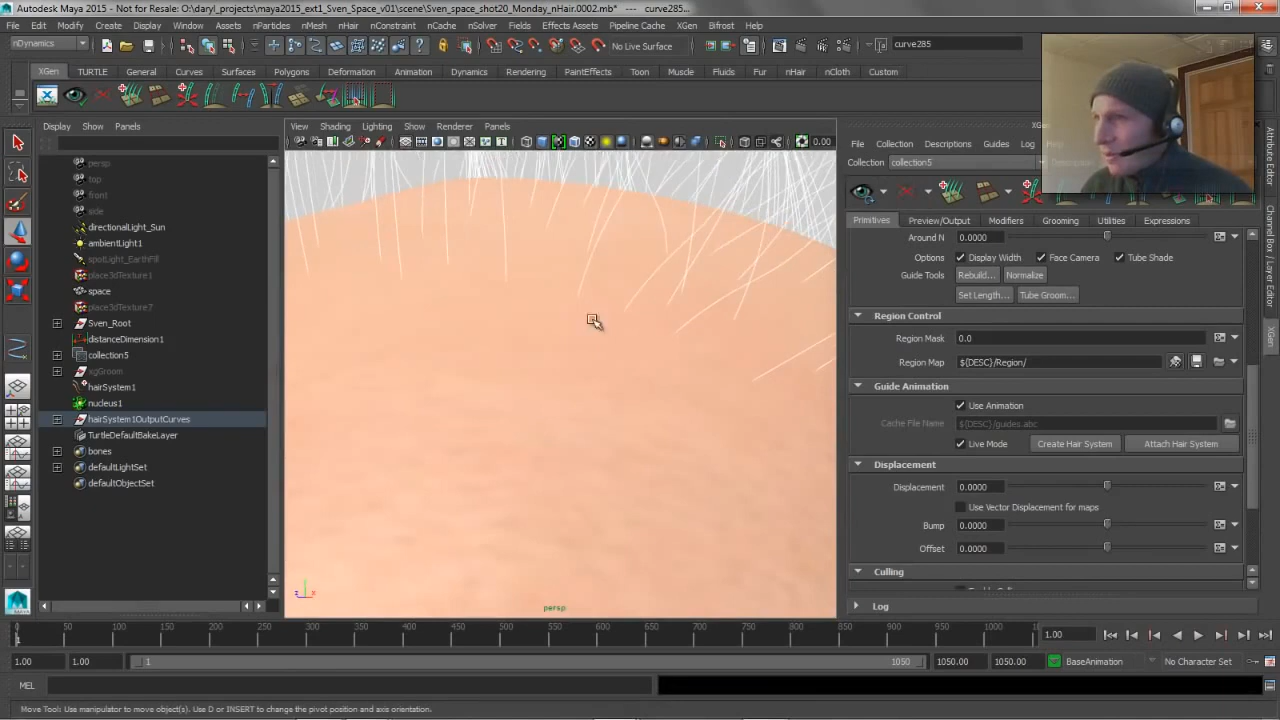 Autodesk Maya 2015 - Not for Resale: d:\daryl_projects\maya2015_ext1_Sven_Space_v01\scene\Sven_space_shot20_Monday_nHair.0002.mb* --- curve285...
File Edit Modify Create Display Window Assets nParticles nMesh Fields nHair nConstraint nCache nSolver Effects Effects Assets Pipeline Cache XGen Bifrost Help
nDynamics
No Live Surface
curve285
XGen TURTLE General Curves Surfaces Polygons Deformation Animation Dynamics Rendering PaintEffects Toon Muscle Fluids Fur nHair nCloth Custom
Display Show Panels
View Shading Lighting Show Renderer Panels
0.00
persp
top
front
side
directionalLight_Sun
ambientLight1
spotLight_EarthFill
place3dTexture1
space
place3dTexture7
Sven_Root
distanceDimension1
collection5
xgGroom
hairSystem1
nucleus1
hairSystem1OutputCurves
TurtleDefaultBakeLayer
bones
defaultLightSet
defaultObjectSet
z x
persp
File Collection Descriptions Guides Log
Collection collection5
Primitives Preview/Output Modifiers Grooming Utilities Expressions
Around N 0.0000
Options Display Width Face Camera Tube Shade
Guide Tools Rebuild... Normalize
Set Length... Tube Groom...
Region Control
Region Mask 0.0
Region Map ${DESC}/Region/
Guide Animation
Use Animation
Cache File Name ${DESC}/guides.abc
Live Mode Create Hair System Attach Hair System
Displacement
Displacement 0.0000
Use Vector Displacement for maps
Bump 0.0000
Offset 0.0000
Culling
Log
Attribute Editor
Channel Box / Layer Editor
XGen
0 50 100 150 200 250 300 350 400 450 500 550 600 650 700 750 800 850 900 950 1000
1
1.00
1.00 1.00 1 1050 1050.00 1050.00 BaseAnimation No Character Set
MEL
Move Tool: Use manipulator to move object(s). Use D or INSERT to change the pivot position and axis orientation.